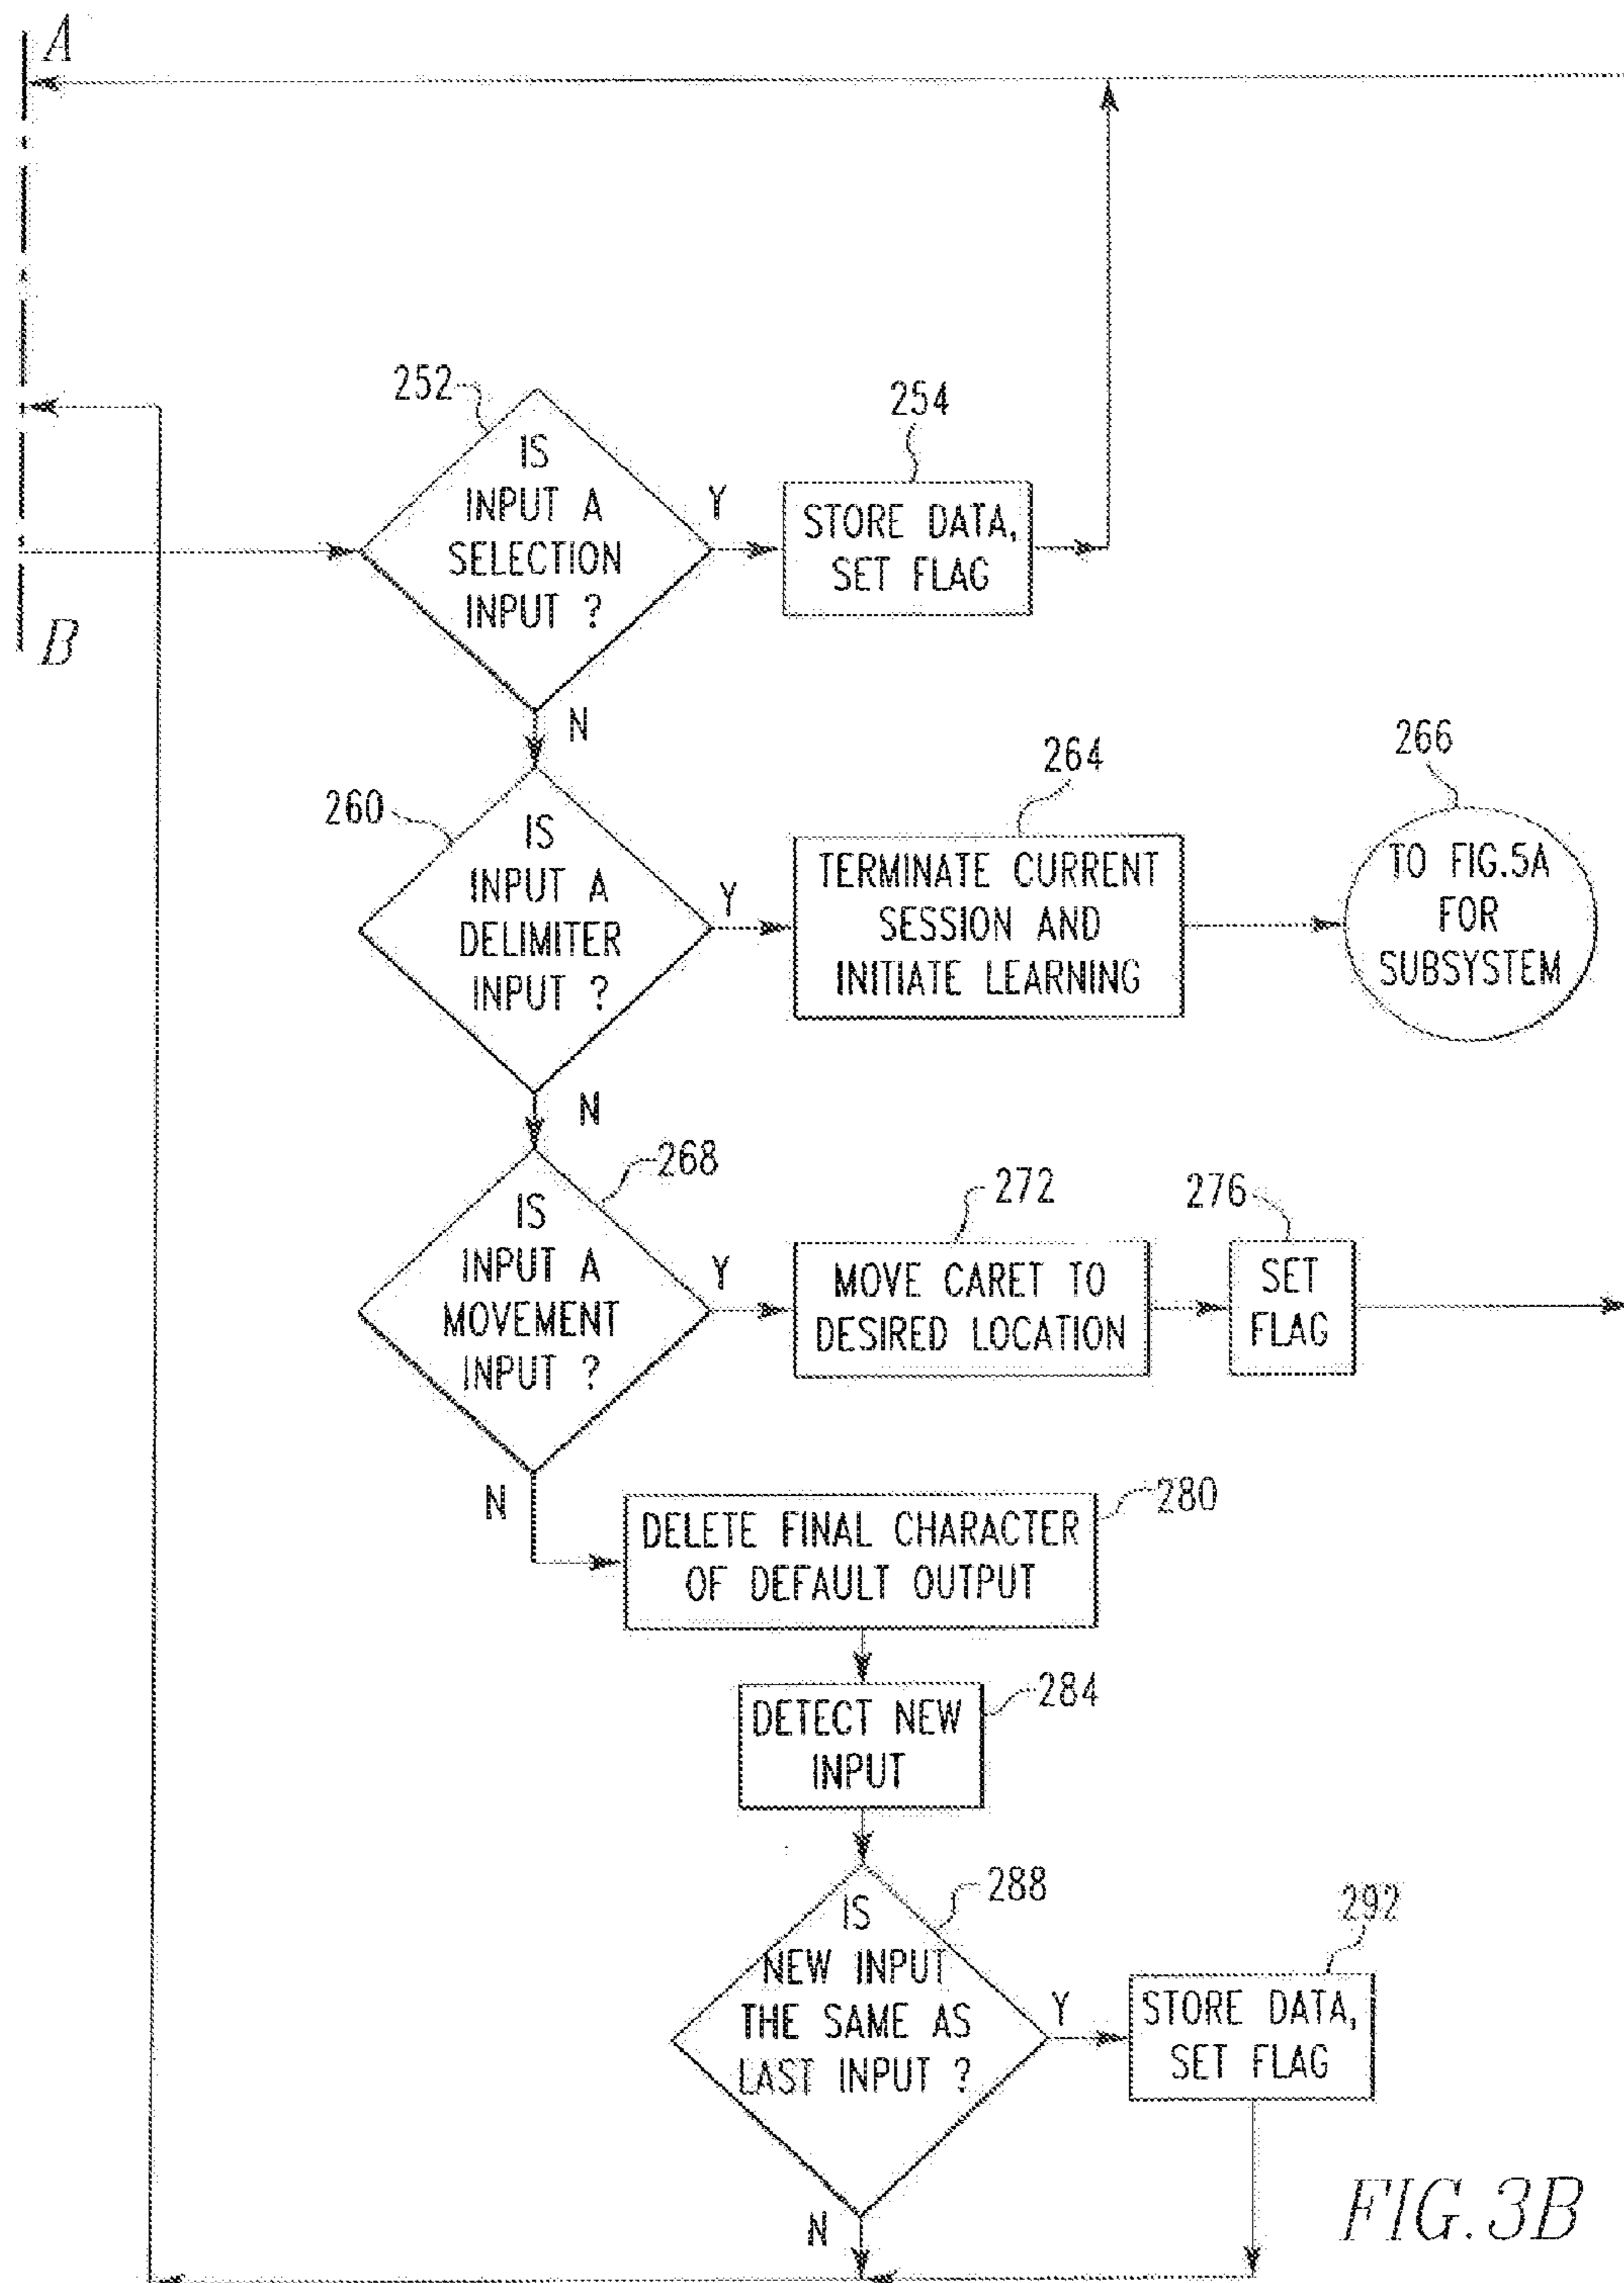 A
252
IS
INPUT A
SELECTION
INPUT ?
Y
254
STORE DATA,
SET FLAG
B
N
260
IS
INPUT A
DELIMITER
INPUT ?
Y
264
TERMINATE CURRENT
SESSION AND
INITIATE LEARNING
266
TO FIG.5A
FOR
SUBSYSTEM
N
268
IS
INPUT A
MOVEMENT
INPUT ?
Y
272
MOVE CARET TO
DESIRED LOCATION
276
SET
FLAG
N
280
DELETE FINAL CHARACTER
OF DEFAULT OUTPUT
284
DETECT NEW
INPUT
288
IS
NEW INPUT
THE SAME AS
LAST INPUT ?
Y
292
STORE DATA,
SET FLAG
N
FIG.3B